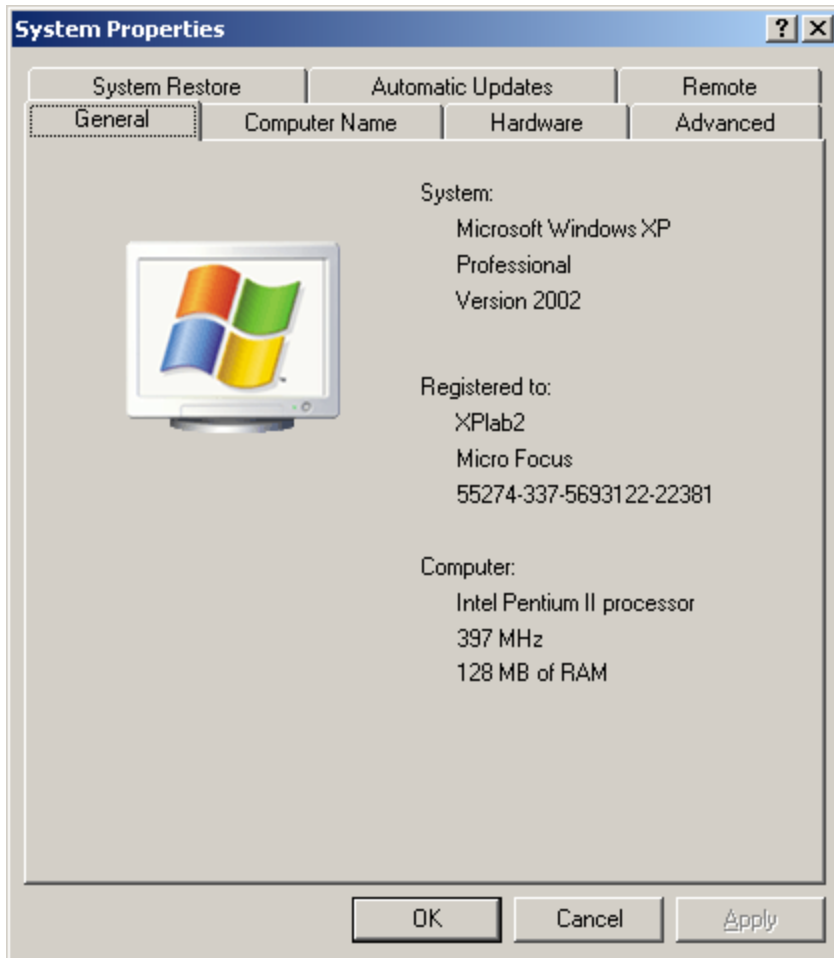 System Properties
System Restore Automatic Updates Remote
General Computer Name Hardware Advanced
System:
Microsoft Windows XP
Professional
Version 2002
Registered to:
XPlab2
Micro Focus
55274-337-5693122-22381
Computer:
Intel Pentium II processor
397 MHz
128 MB of RAM
OK Cancel Apply